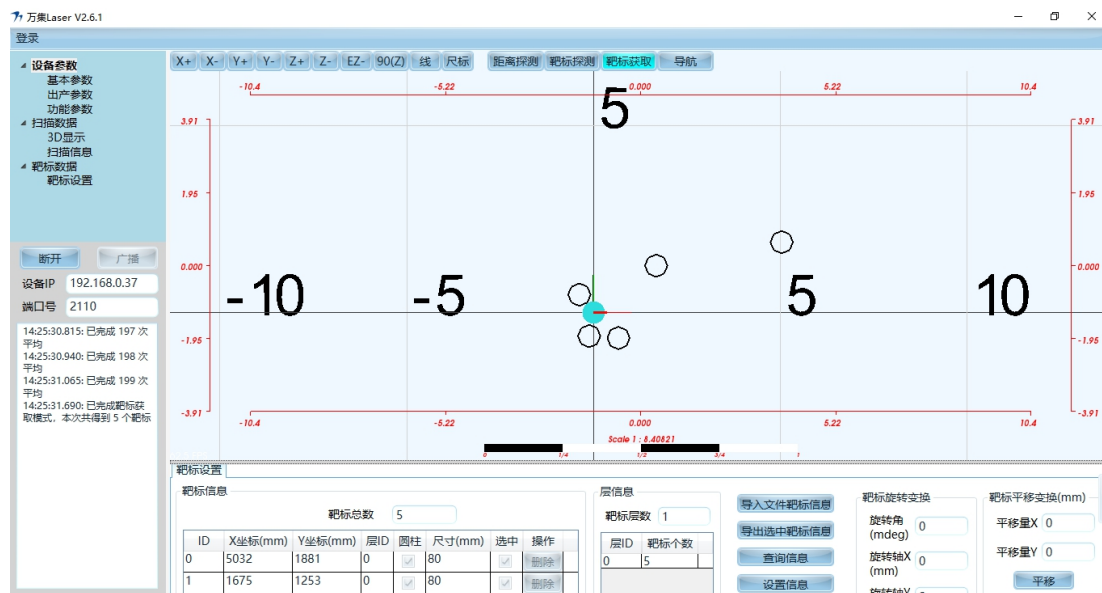 万集Laser V2.6.1
登录
设备参数
基本参数
出产参数
功能参数
扫描数据
3D显示
扫描信息
靶标数据
靶标设置
断开 广播
设备IP 192.168.0.37
端口号 2110
14:25:30.815: 已完成 197 次
平均
14:25:30.940: 已完成 198 次
平均
14:25:31.065: 已完成 199 次
平均
14:25:31.690: 已完成靶标获
取模式，本次共得到 5 个靶标
X+ X- Y+ Y- Z+ Z- EZ- 90(Z) 线 尺标 距离探测 靶标探测 靶标获取 导航
-10.4 -5.22 0.000 5.22 10.4
5
3.91 3.91
1.95 1.95
0.000 0.000
-10 -5 5 10
-1.95 -1.95
-3.91 -3.91
-10.4 -5.22 0.000 5.22 10.4
Scale 1 : 8.40821
0 1/4 1/2 3/4 1
靶标设置
靶标信息
靶标总数 5
ID X坐标(mm) Y坐标(mm) 层ID 圆柱 尺寸(mm) 选中 操作
0 5032 1881 0 80 删除
1 1675 1253 0 80 删除
层信息
靶标层数 1
层ID 靶标个数
0 5
导入文件靶标信息
导出选中靶标信息
查询信息
设置信息
靶标旋转变换
旋转角
(mdeg) 0
旋转轴X
(mm) 0
旋转轴Y
靶标平移变换(mm)
平移量X 0
平移量Y 0
平移